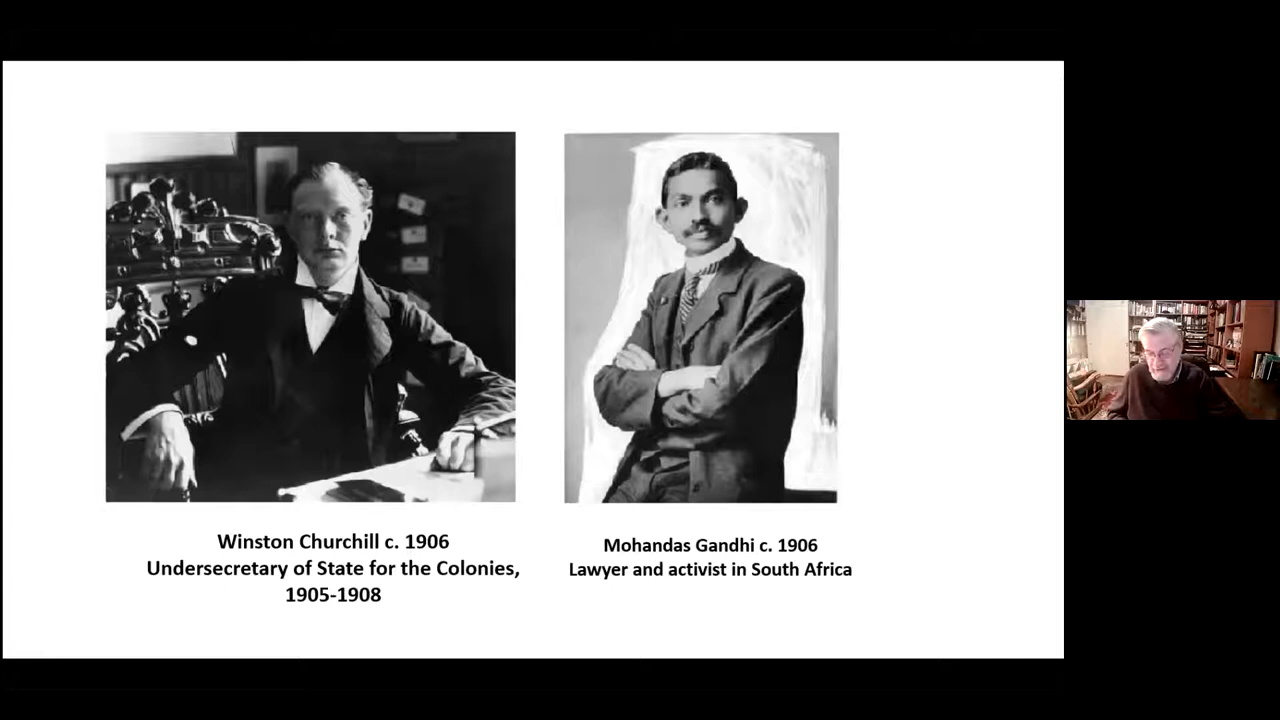 Winston Churchill c. 1906
Undersecretary of State for the Colonies,
1905-1908
Mohandas Gandhi c. 1906
Lawyer and activist in South Africa